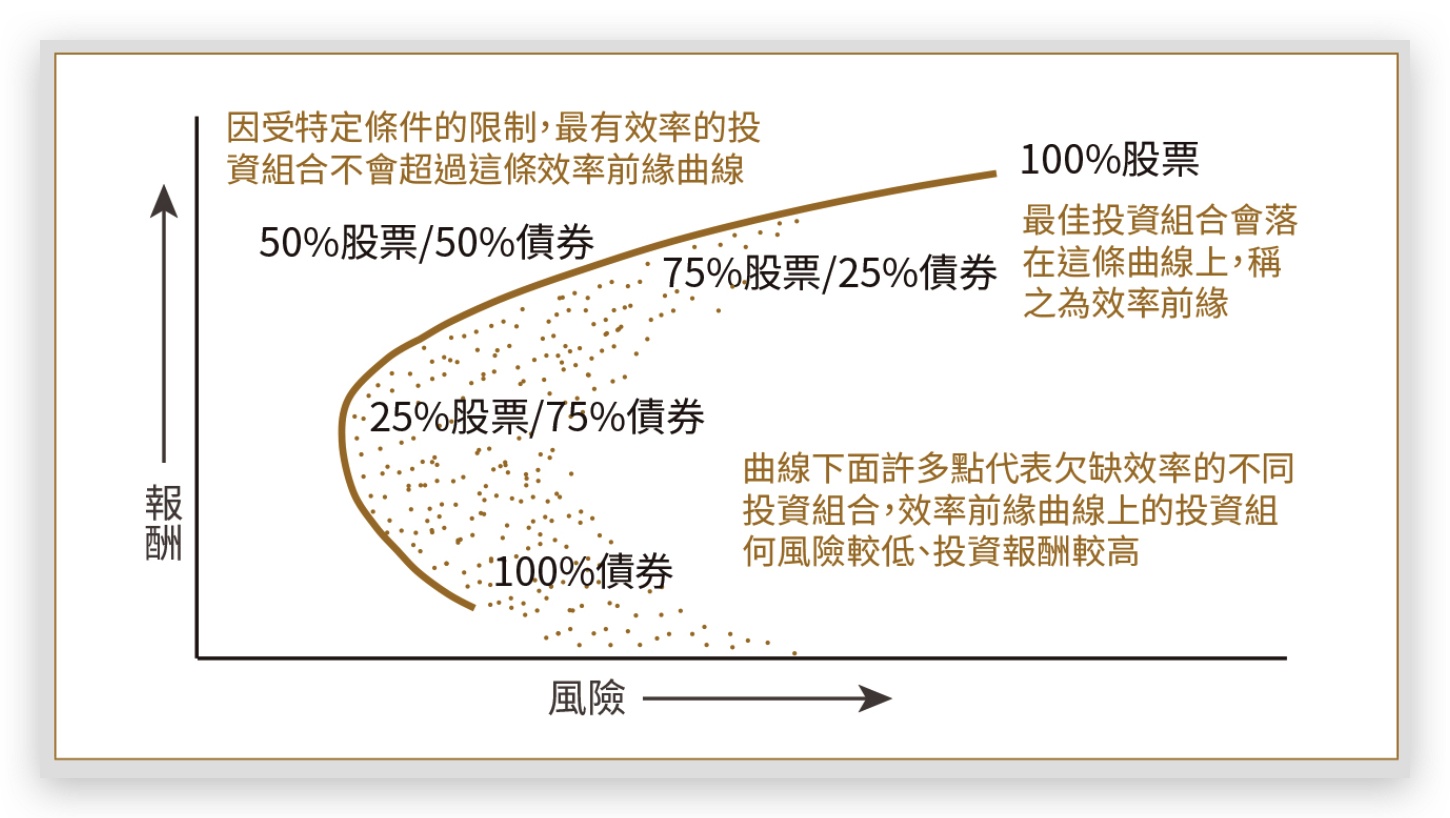 因受特定條件的限制，最有效率的投
資組合不會超過這條效率前緣曲線
100%股票
最佳投資組合會落
在這條曲線上，稱
之為效率前緣
50%股票/50%債券
75%股票/25%債券
25%股票/75%債券
曲線下面許多點代表欠缺效率的不同
投資組合，效率前緣曲線上的投資組
何風險較低、投資報酬較高
100%債券
報酬
風險